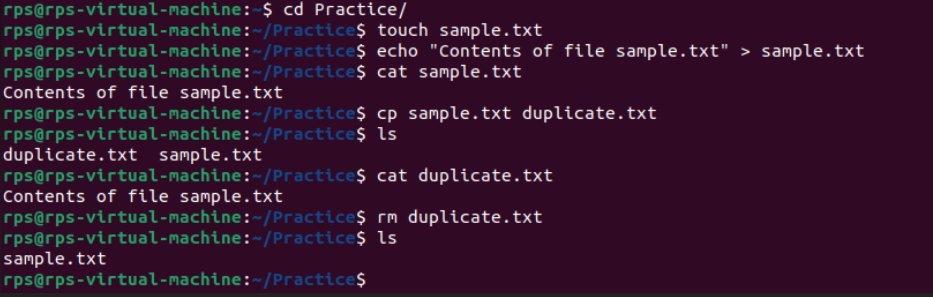 rps@rps-virtual-machine:~$ cd Practice/
rps@rps-virtual-machine:~/Practice$ touch sample.txt
rps@rps-virtual-machine:~/Practice$ echo "Contents of file sample.txt" > sample.txt
rps@rps-virtual-machine:~/Practice$ cat sample.txt
Contents of file sample.txt
rps@rps-virtual-machine:~/Practice$ cp sample.txt duplicate.txt
rps@rps-virtual-machine:~/Practice$ ls
duplicate.txt  sample.txt
rps@rps-virtual-machine:~/Practice$ cat duplicate.txt
Contents of file sample.txt
rps@rps-virtual-machine:~/Practice$ rm duplicate.txt
rps@rps-virtual-machine:~/Practice$ ls
sample.txt
rps@rps-virtual-machine:~/Practice$